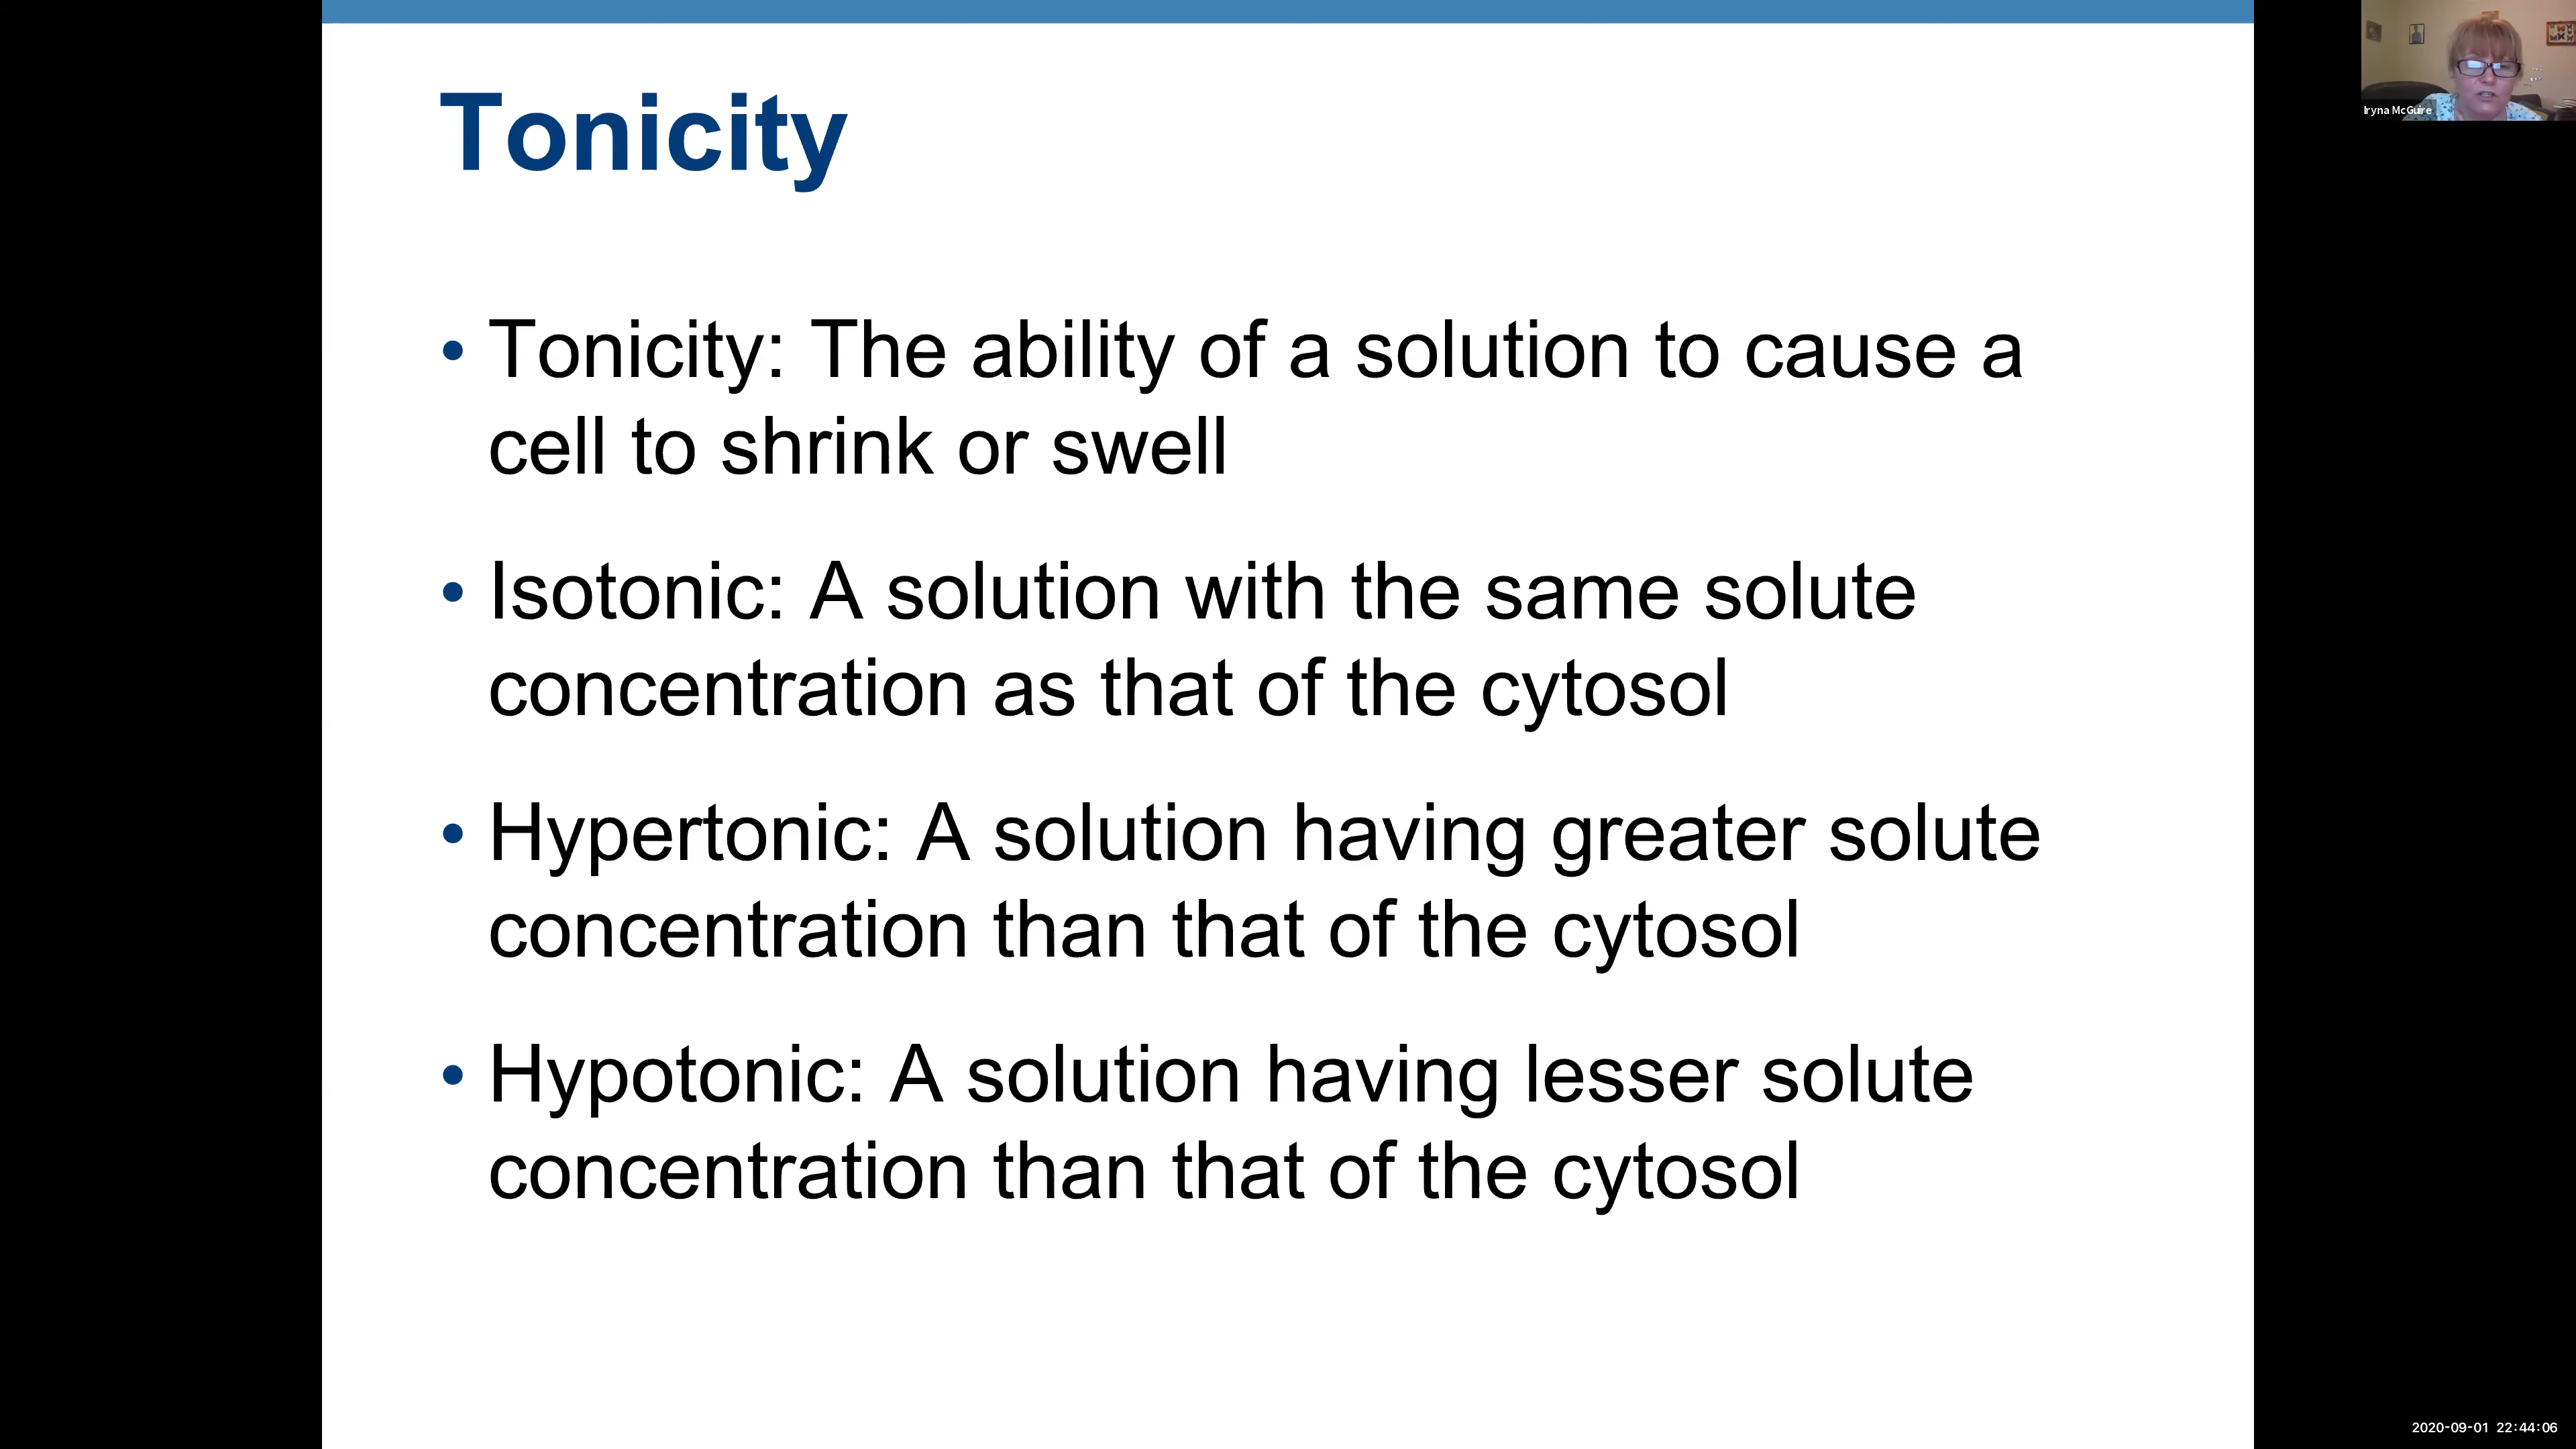 Tonicity
• Tonicity: The ability of a solution to cause a
cell to shrink or swell
• Isotonic: A solution with the same solute
concentration as that of the cytosol
• Hypertonic: A solution having greater solute
concentration than that of the cytosol
• Hypotonic: A solution having lesser solute
concentration than that of the cytosol
Iryna McGuire
2020-09-01 22:44:06